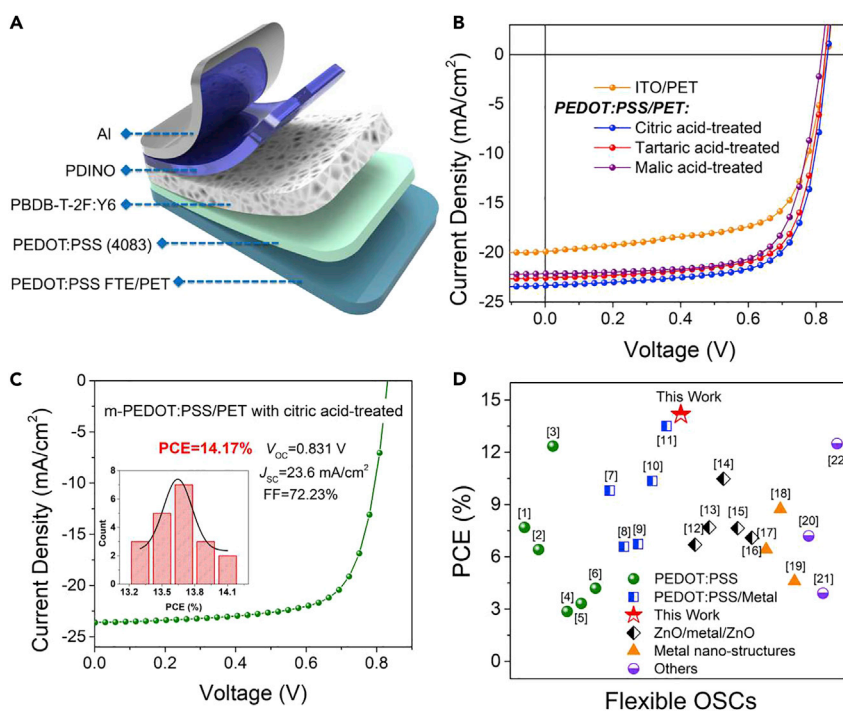 A
Al
PDINO
PBDB-T-2F:Y6
PEDOT:PSS (4083)
PEDOT:PSS FTE/PET
B
Current Density (mA/cm²)
0
-5
-10
-15
-20
-25
ITO/PET
PEDOT:PSS/PET:
Citric acid-treated
Tartaric acid-treated
Malic acid-treated
0.0 0.2 0.4 0.6 0.8
Voltage (V)
C
Current Density (mA/cm²)
0
-5
-10
-15
-20
-25
m-PEDOT:PSS/PET with citric acid-treated
PCE=14.17% VOC=0.831 V
JSC=23.6 mA/cm²
FF=72.23%
Count
8
6
4
2
0
13.2 13.5 13.8 14.1
PCE (%)
0.0 0.2 0.4 0.6 0.8
Voltage (V)
D
PCE (%)
15
12
9
6
3
0
This Work
[1]
[2]
[3]
[4]
[5]
[6]
[7]
[8]
[9]
[10]
[11]
[12]
[13]
[14]
[15]
[16]
[17]
[18]
[19]
[20]
[21]
[22]
PEDOT:PSS
PEDOT:PSS/Metal
This Work
ZnO/metal/ZnO
Metal nano-structures
Others
Flexible OSCs